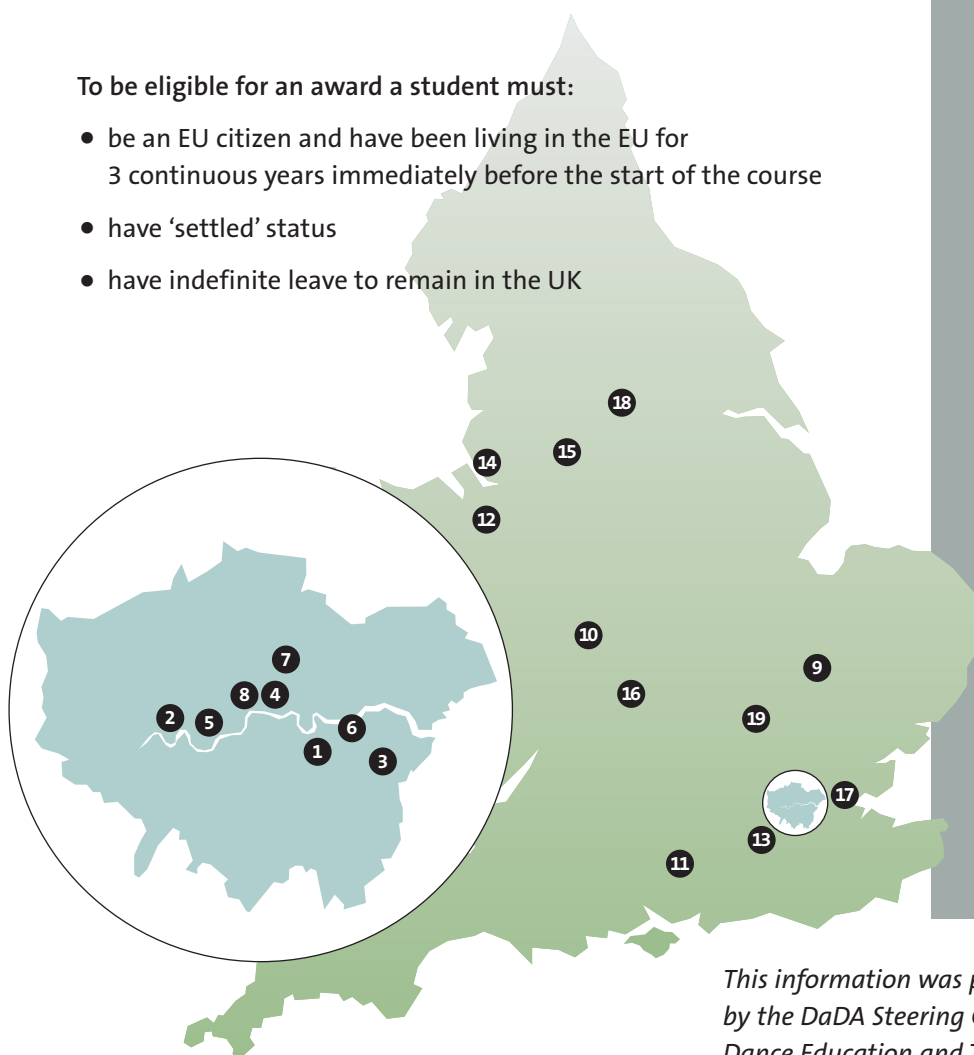 To be eligible for an award a student must:
• be an EU citizen and have been living in the EU for
3 continuous years immediately before the start of the course
• have ‘settled’ status
• have indefinite leave to remain in the UK
18
15
14
12
10
7
9
8 4
16
2 5
19
6
1
3
17
13
11
This information was
by the DaDA Steering
Dance Education and